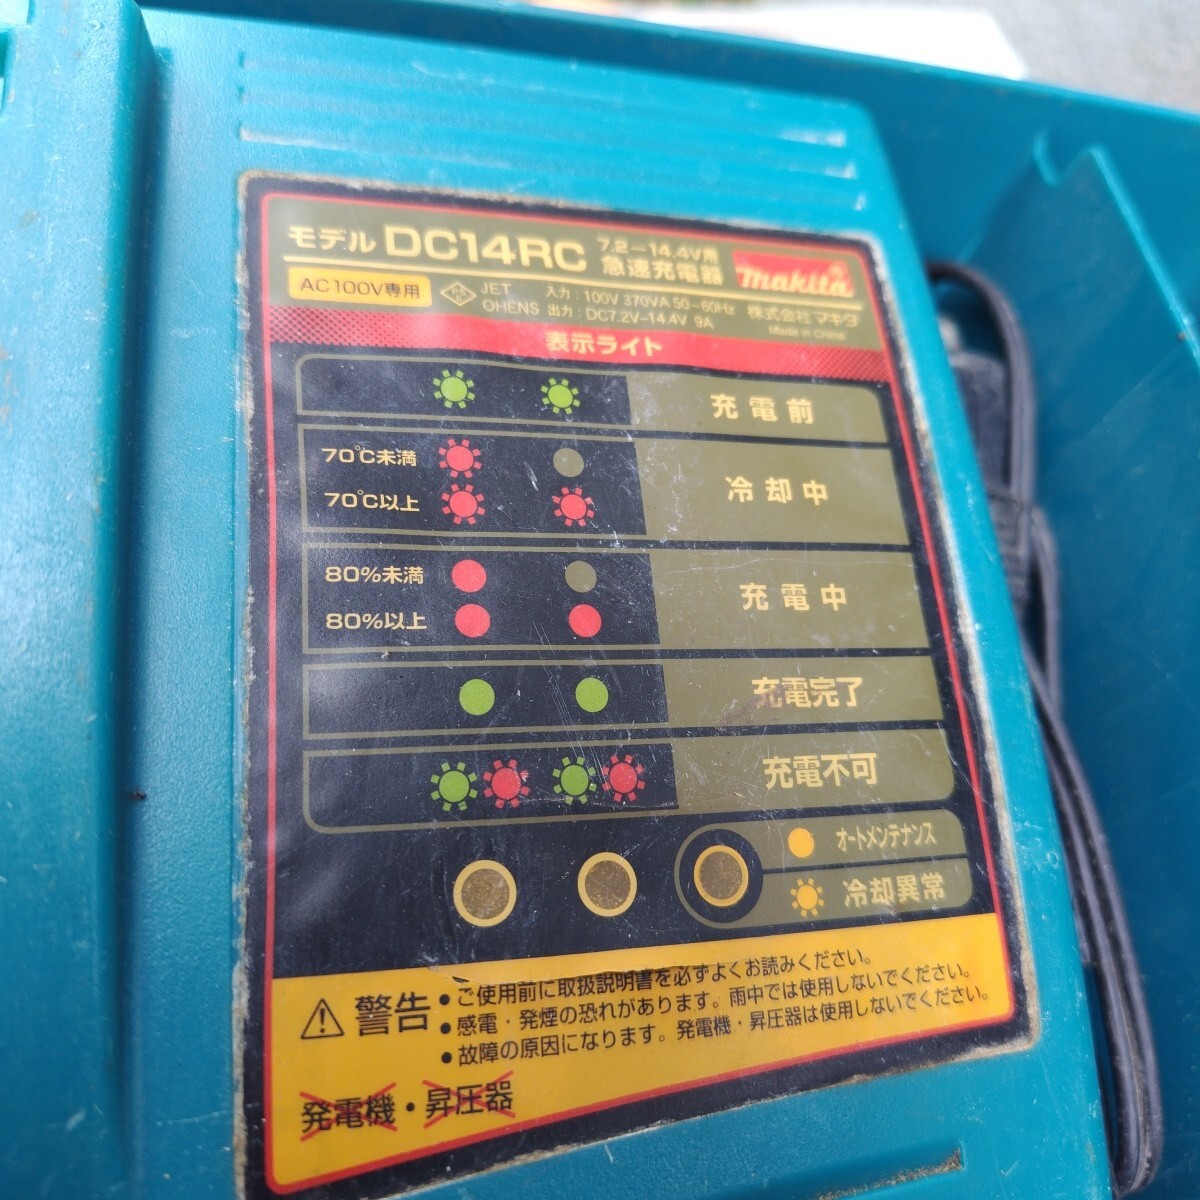 モデル DC14RC 7.2－14.4V用
急速充電器
makita®
AC100V専用
JET
OHENS
入力：100V 370VA 50－60Hz
出力：DC7.2V－14.4V 9A
株式会社マキタ
Made in China
表示ライト
充電前
70℃未満
70℃以上
冷却中
80%未満
80%以上
充電中
充電完了
充電不可
オートメンテナンス
冷却異常
警告
●ご使用前に取扱説明書を必ずよくお読みください。
●感電・発煙の恐れがあります。雨中では使用しないでください。
●故障の原因になります。発電機・昇圧器は使用しないでください。
発電機・昇圧器